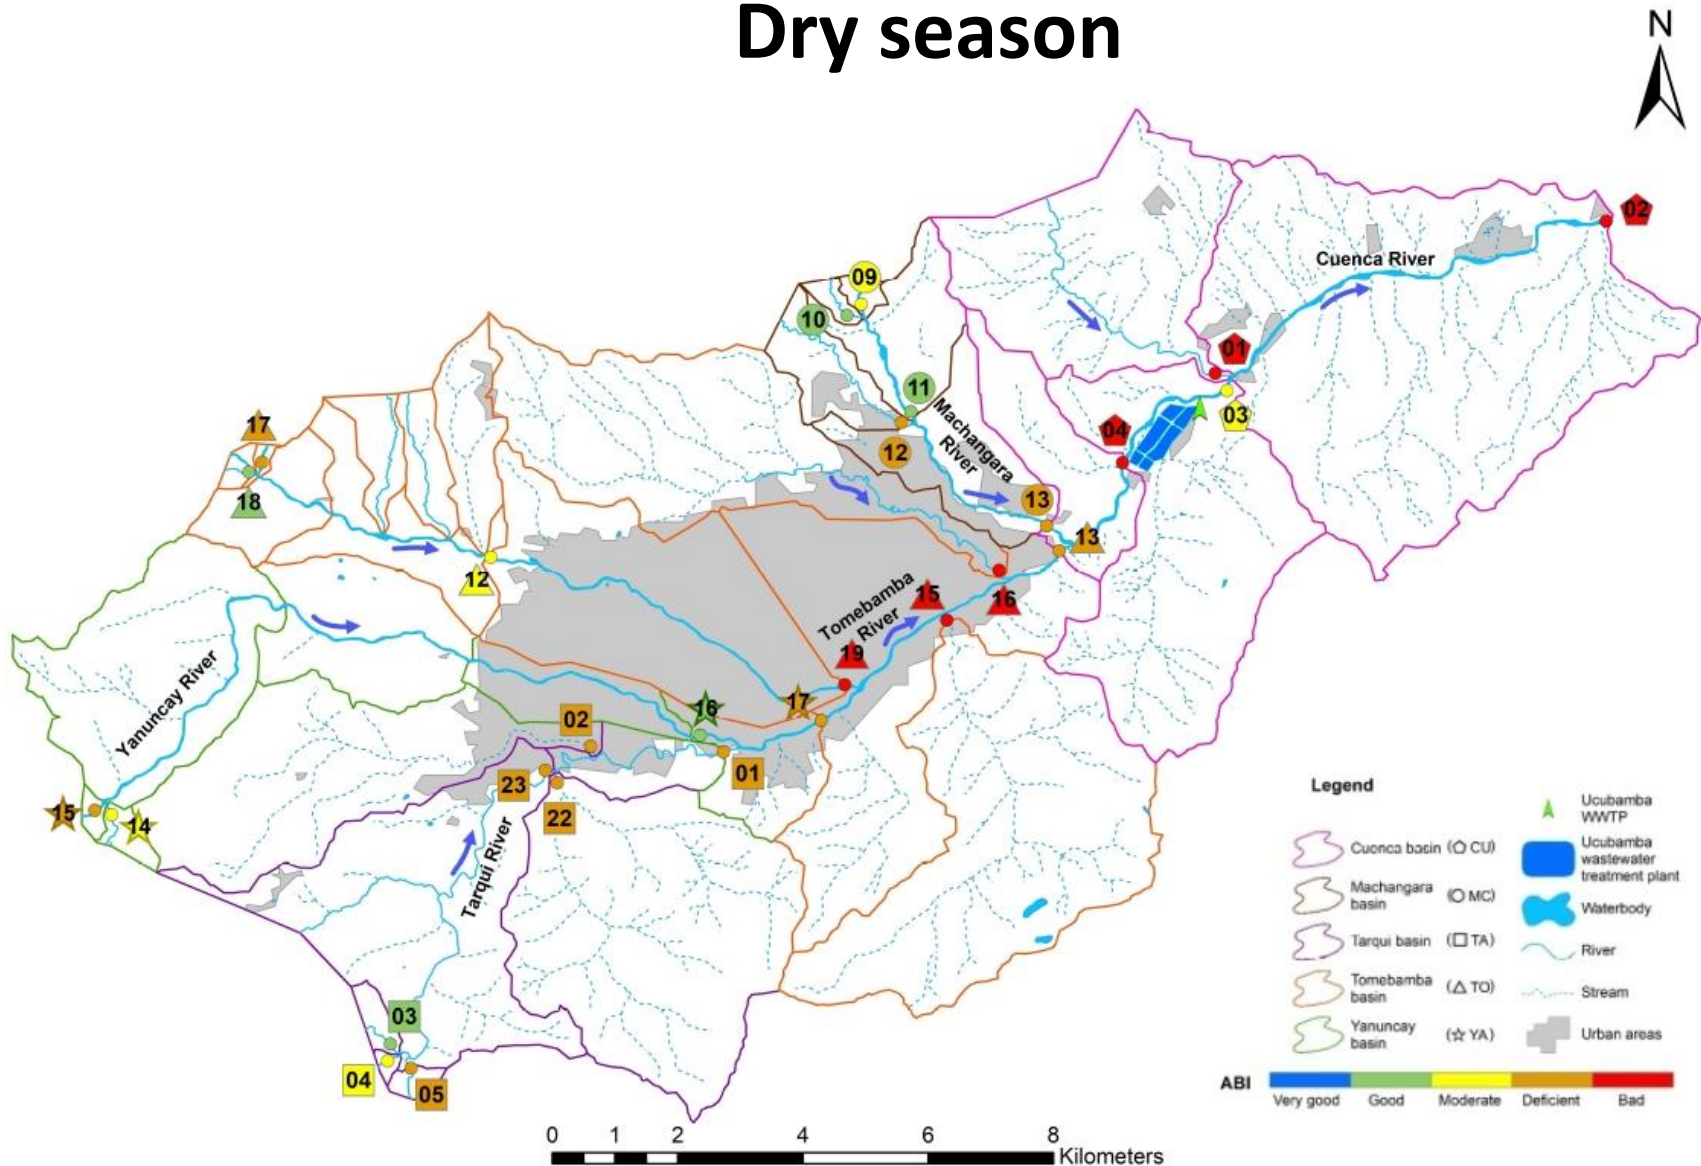 Dry season
N
02
Cuenca River
09
10
01
11
03
Machangara
River
04
17
12
18
13
13
12
15
16
Tomebamba
River
19
Yanuncay River
16
17
02
01
23
15
14
22
Tarqui River
03
04
05
Legend
Cuenca basin (CU)
Machangara
basin
(MC)
Tarqui basin (TA)
Tomebamba
basin
(TO)
Yanuncay
basin
(YA)
Ucubamba
WWTP
Ucubamba
wastewater
treatment plant
Waterbody
River
Stream
Urban areas
ABI
Very good Good Moderate Deficient Bad
0 1 2 4 6 8
Kilometers